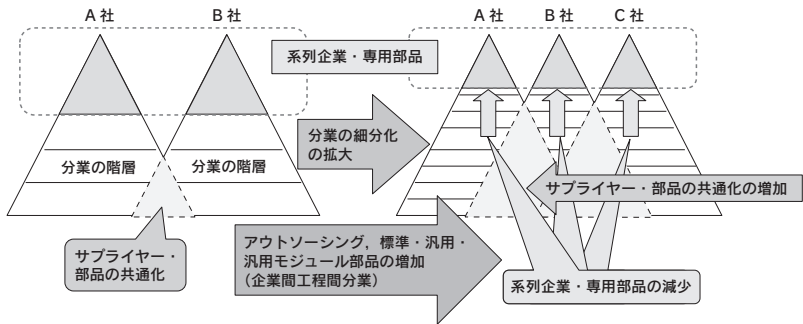 A 社
B 社
A 社
B 社
C 社
系列企業・専用部品
分業の階層
分業の階層
分業の細分化
の拡大
サプライヤー・部品の共通化の増加
サプライヤー・
部品の共通化
アウトソーシング，標準・汎用・
汎用モジュール部品の増加
（企業間工程間分業）
系列企業・専用部品の減少